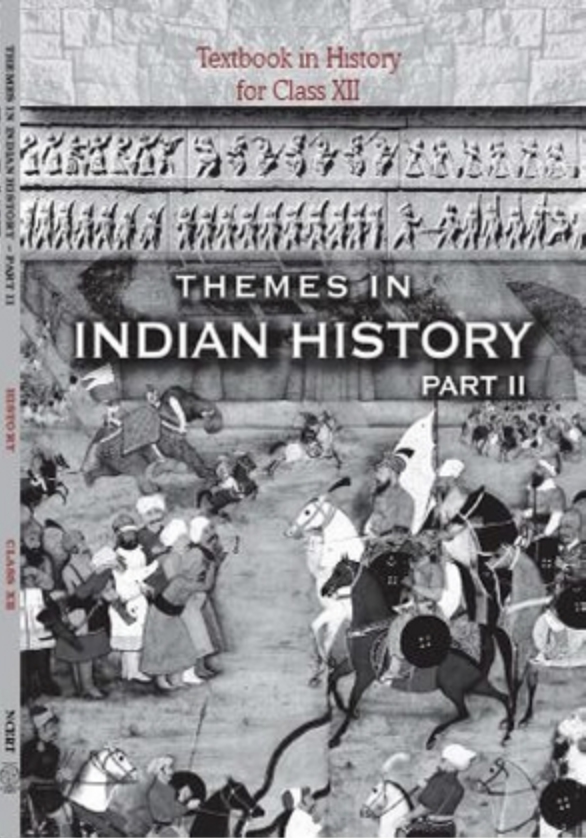 Textbook in History
for Class XII
THEMES IN
INDIAN HISTORY
PART II
THEMES IN INDIAN HISTORY – PART II
HISTORY
CLASS XII
NCERT